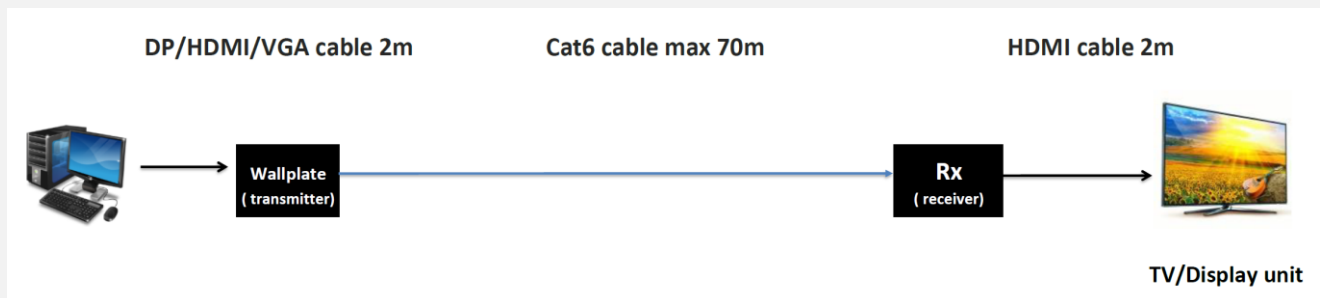 DP/HDMI/VGA cable 2m
Cat6 cable max 70m
HDMI cable 2m
Wallplate
( transmitter)
Rx
( receiver)
TV/Display unit